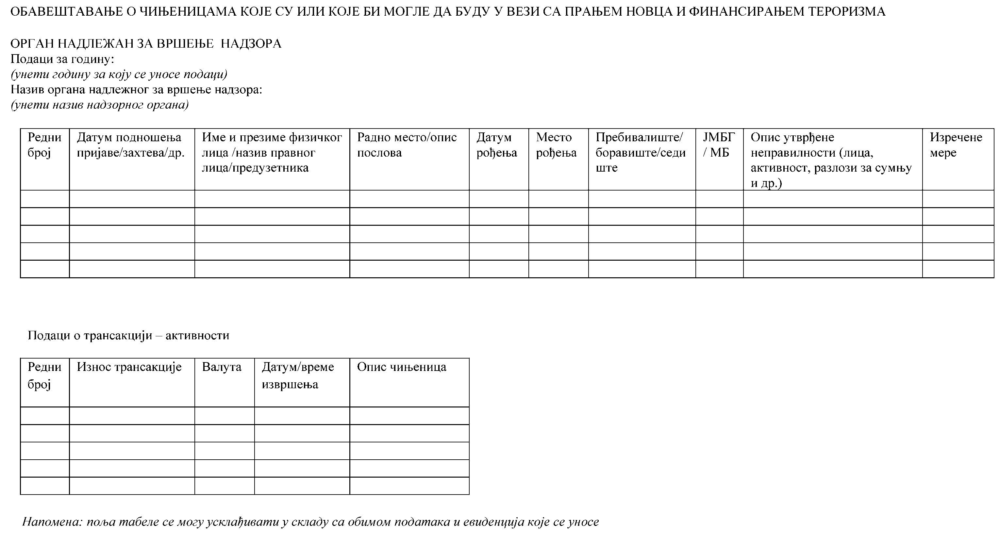 ОБАВЕШТАВАЊЕ О ЧИЊЕНИЦАМА КОЈЕ СУ ИЛИ КОЈЕ БИ МОГЛЕ ДА БУДУ У ВЕЗИ СА ПРАЊЕМ НОВЦА И ФИНАНСИРАЊЕМ ТЕРОРИЗМА
ОРГАН НАДЛЕЖАН ЗА ВРШЕЊЕ НАДЗОРА
Подаци за годину:
(унети годину за коју се уносе подаци)
Назив органа надлежног за вршење надзора:
(унети назив надзорног органа)
Редни
број
Датум подношења
пријаве/захтева/др.
Име и презиме физичког
лица /назив правног
лица/предузетника
Радно место/опис
послова
Датум
рођења
Место
рођења
Пребивалиште/
боравиште/седи
ште
ЈМБГ
/ МБ
Опис утврђене
неправилности (лица,
активност, разлози за сумњу
и др.)
Изречене
мере
Подаци о трансакцији – активности
Редни
број
Износ трансакције
Валута
Датум/време
извршења
Опис чињеница
Напомена: поља табеле се могу усклађивати у складу са обимом података и евиденција које се уносе